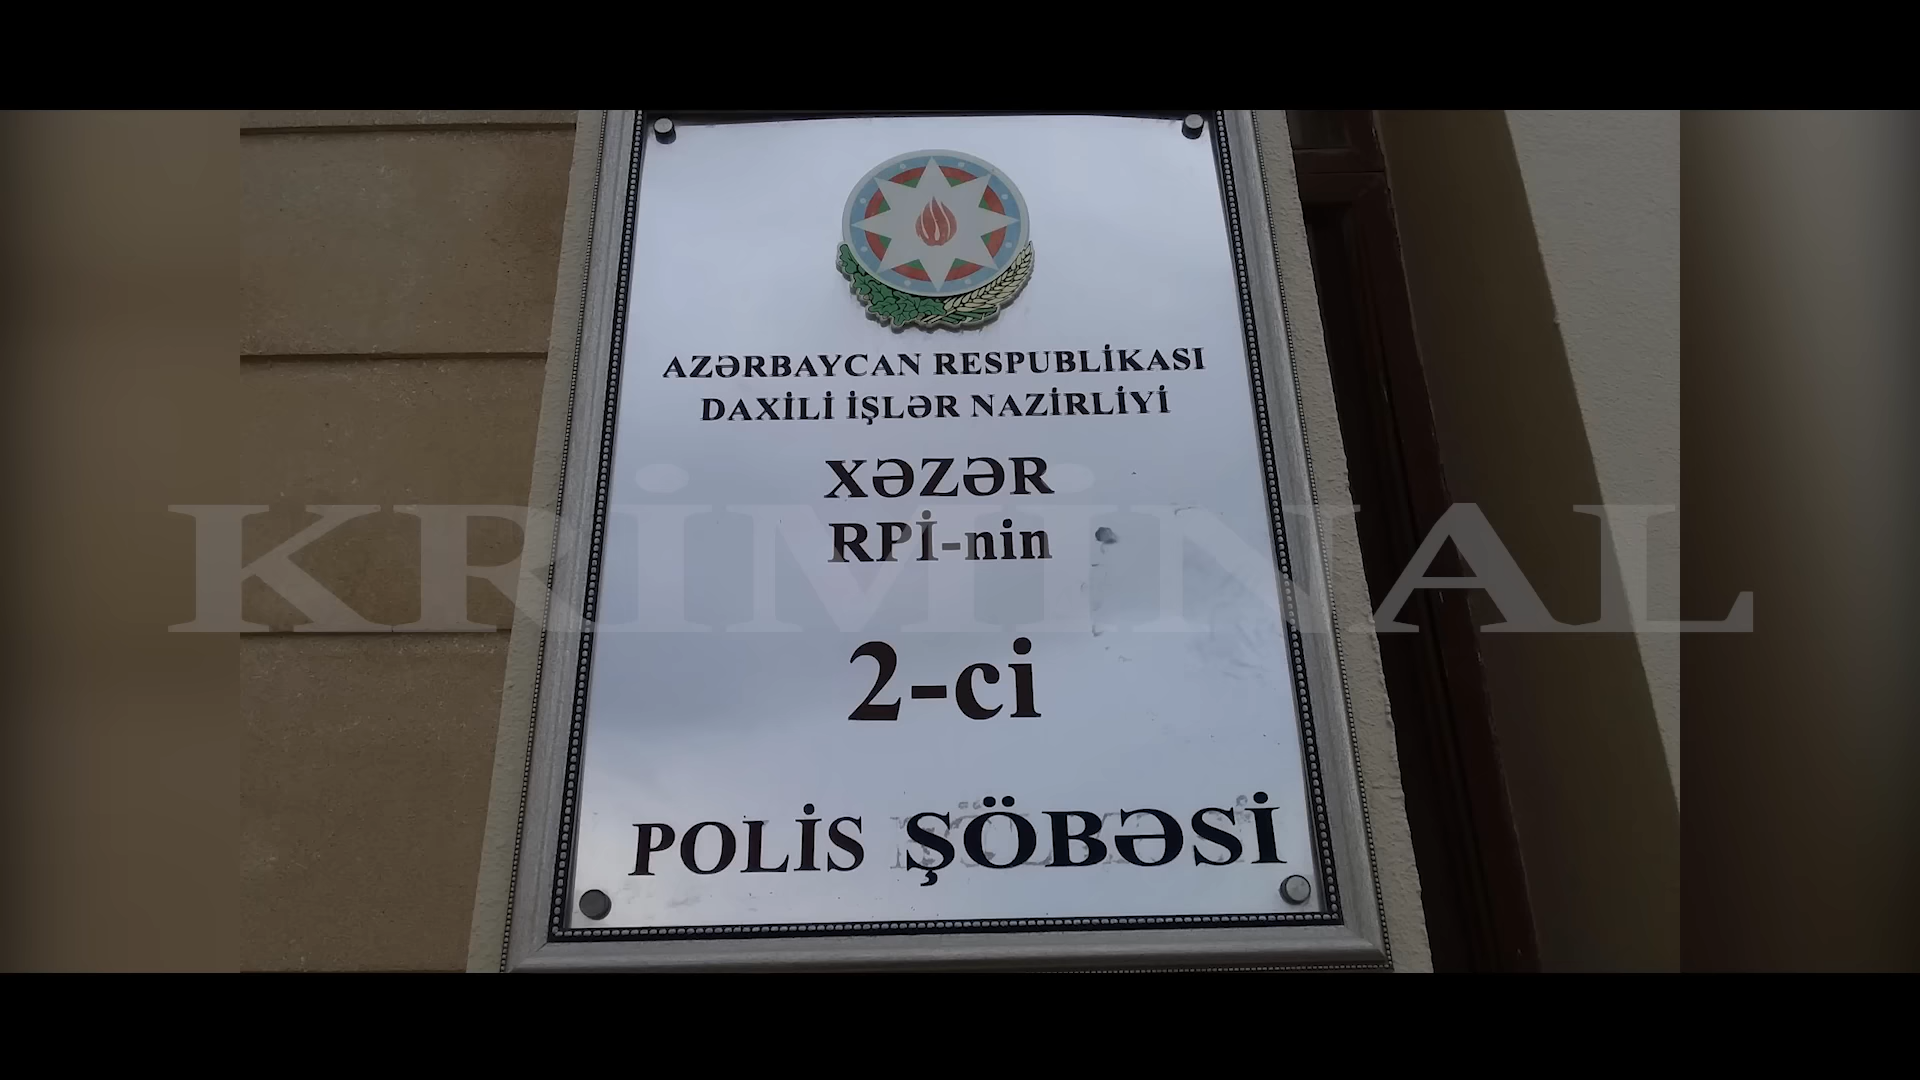 AZƏRBAYCAN RESPUBLİKASI
DAXİLİ İŞLƏR NAZİRLİYİ
XƏZƏR
RPİ-nin
KRİMİNAL
2-ci
POLİS ŞÖBƏSİ